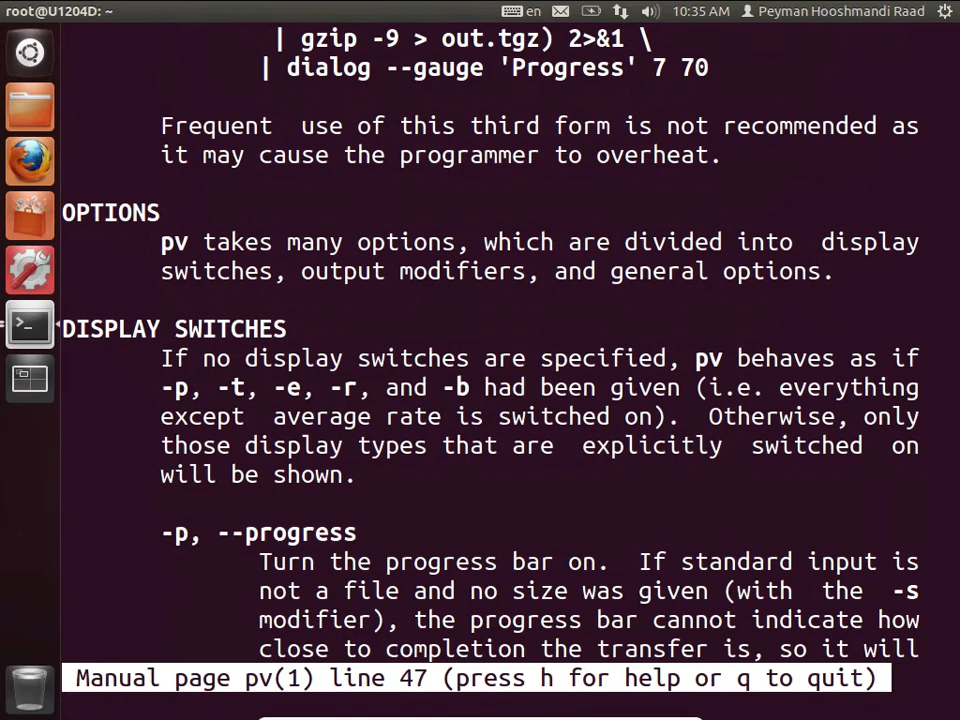 root@U1204D: ~ en 10:35 AM Peyman Hooshmandi Raad
| gzip -9 > out.tgz) 2>&1 \
| dialog --gauge 'Progress' 7 70
Frequent use of this third form is not recommended as
it may cause the programmer to overheat.
OPTIONS
pv takes many options, which are divided into display
switches, output modifiers, and general options.
DISPLAY SWITCHES
If no display switches are specified, pv behaves as if
-p, -t, -e, -r, and -b had been given (i.e. everything
except average rate is switched on). Otherwise, only
those display types that are explicitly switched on
will be shown.
-p, --progress
Turn the progress bar on. If standard input is
not a file and no size was given (with the -s
modifier), the progress bar cannot indicate how
close to completion the transfer is, so it will
Manual page pv(1) line 47 (press h for help or q to quit)